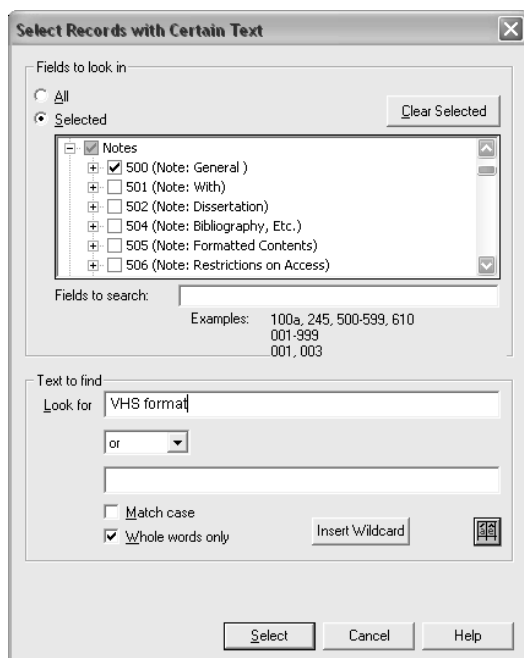 Select Records with Certain Text
Fields to look in
All
Selected
Clear Selected
Notes
500 (Note: General )
501 (Note: With)
502 (Note: Dissertation)
504 (Note: Bibliography, Etc.)
505 (Note: Formatted Contents)
506 (Note: Restrictions on Access)
Fields to search:
Examples: 100a, 245, 500-599, 610
001-999
001, 003
Text to find
Look for VHS format
or
Match case
Whole words only
Insert Wildcard
Select Cancel Help